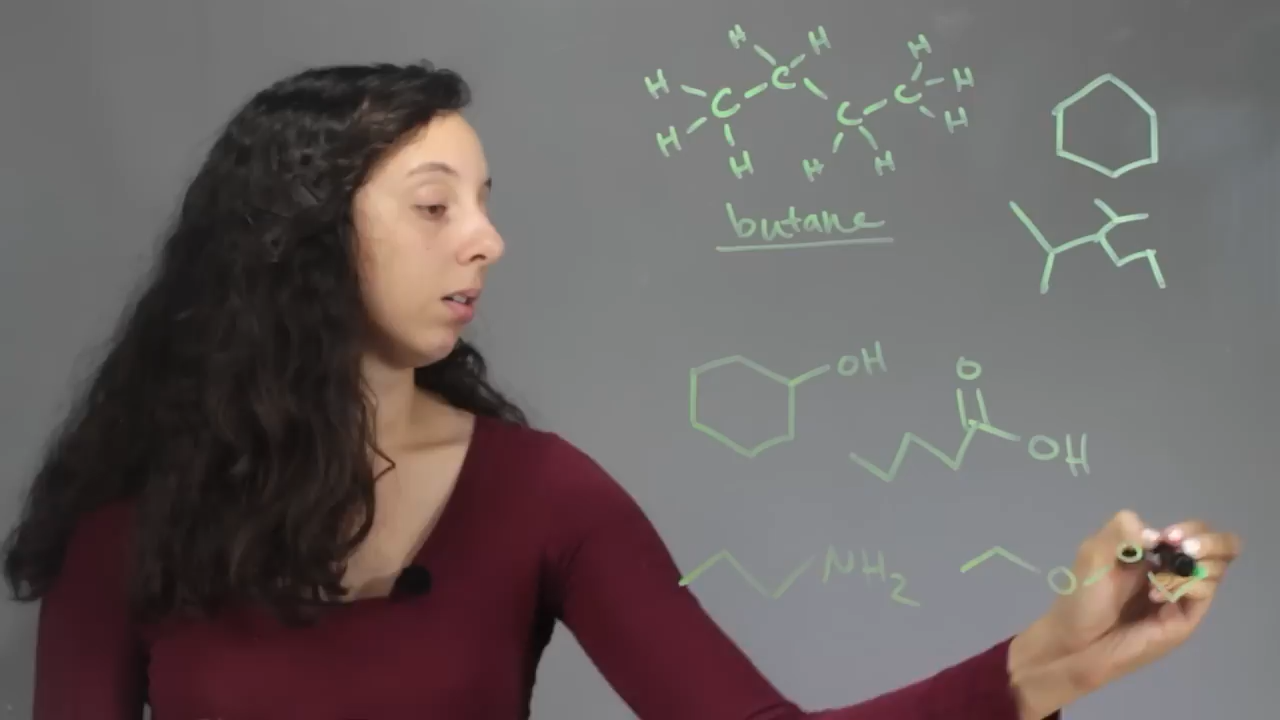 H H H
H C C C C H
H H H H H
butane
OH
O
OH
NH2
O O